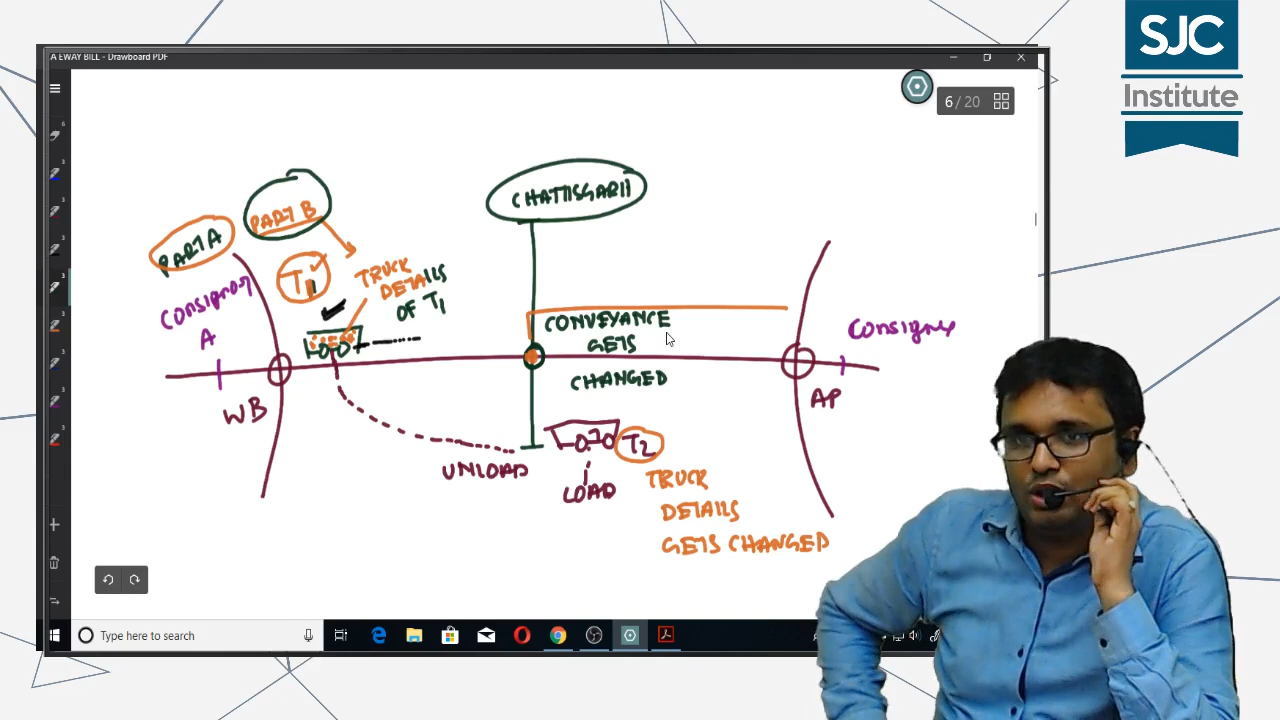 SJC
Institute
A EWAY BILL - Drawboard PDF
6 / 20
PART A
PART B
T1
TRUCK
DETAILS
OF T1
Consignor
A
WB
CHATTISGARH
CONVEYANCE
GETS
CHANGED
UNLOAD
LOAD
T2
TRUCK
DETAILS
GETS CHANGED
AP
Consignee
Type here to search